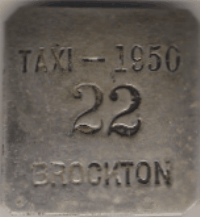 TAXI – 1950
22
BROCKTON